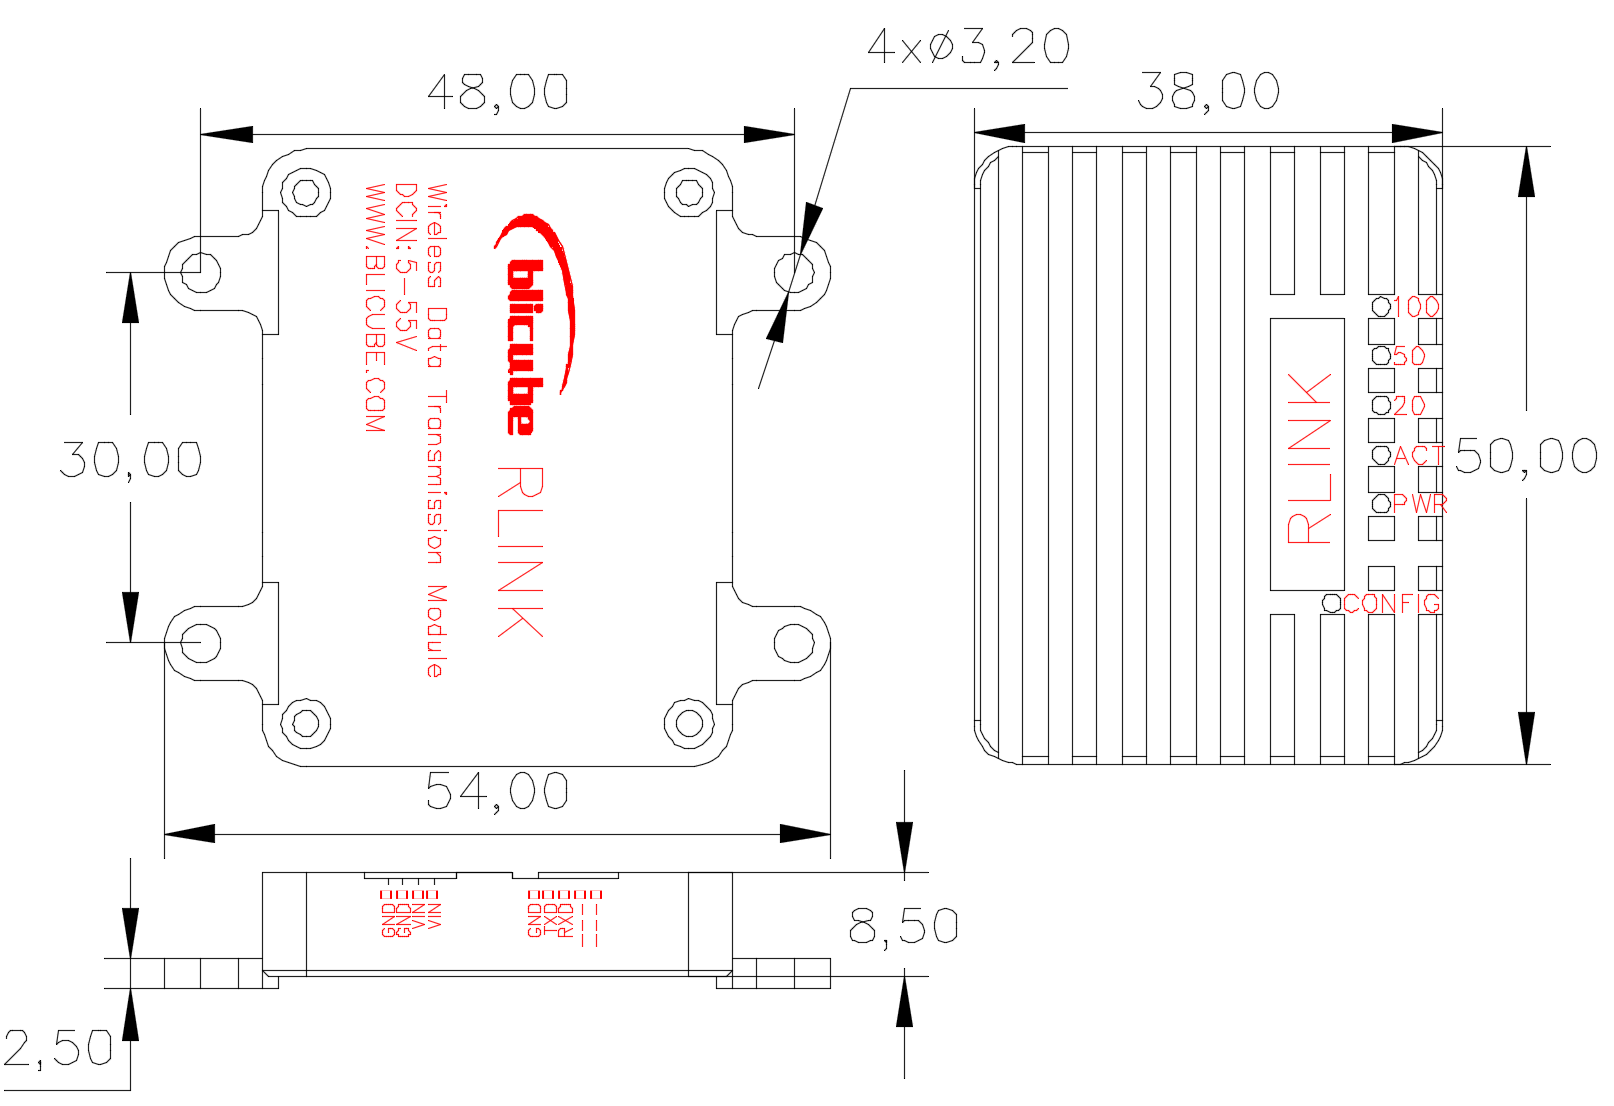 4xø3,20
48,00
38,00
Wireless Data Transmission Module
DCIN:5-55V
WWW.BLICUBE.COM
blicube
RLINK
30,00
54,00
100
50
20
ACT
PWR
CONFIG
RLINK
50,00
GND
GND
VIN
VIN
GND
TXD
RXD
---
---
8,50
2,50